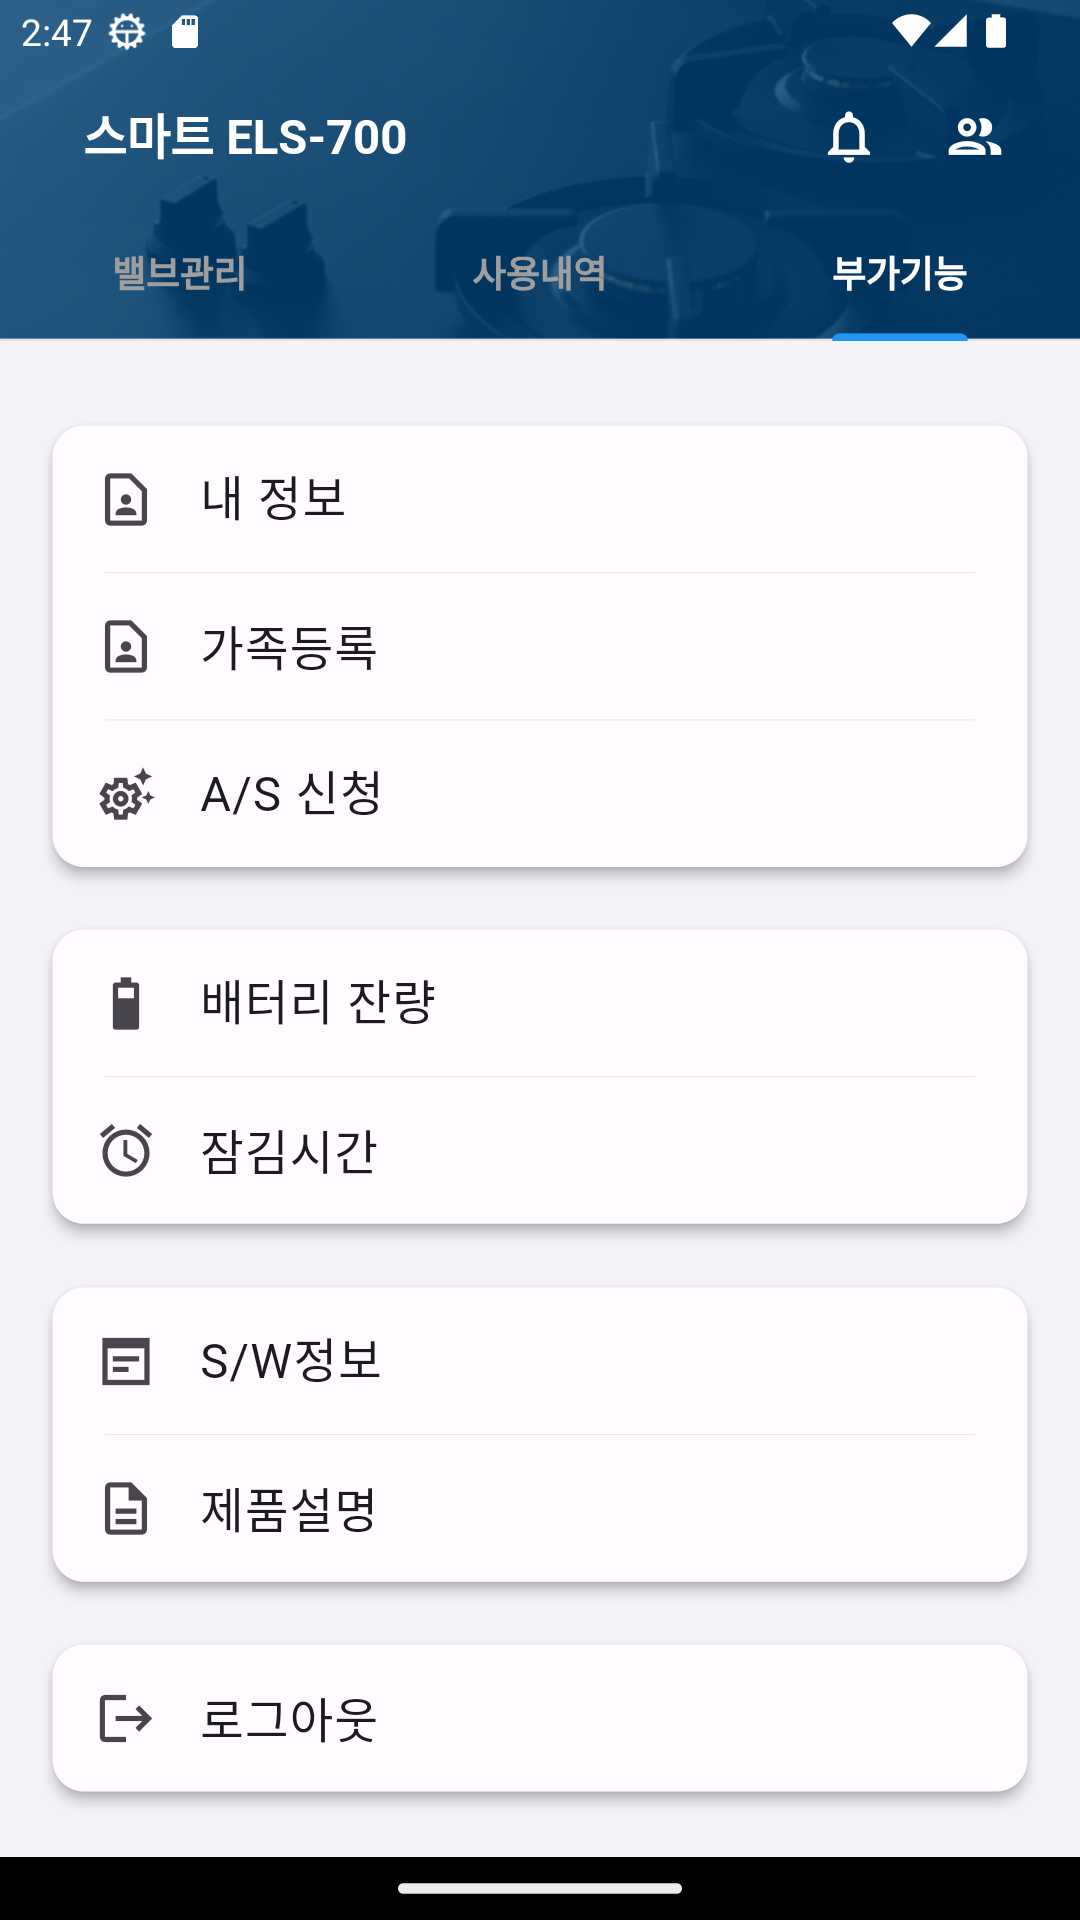 2:47
스마트 ELS-700
밸브관리 사용내역 부가기능
내 정보
가족등록
A/S 신청
배터리 잔량
잠김시간
S/W정보
제품설명
로그아웃